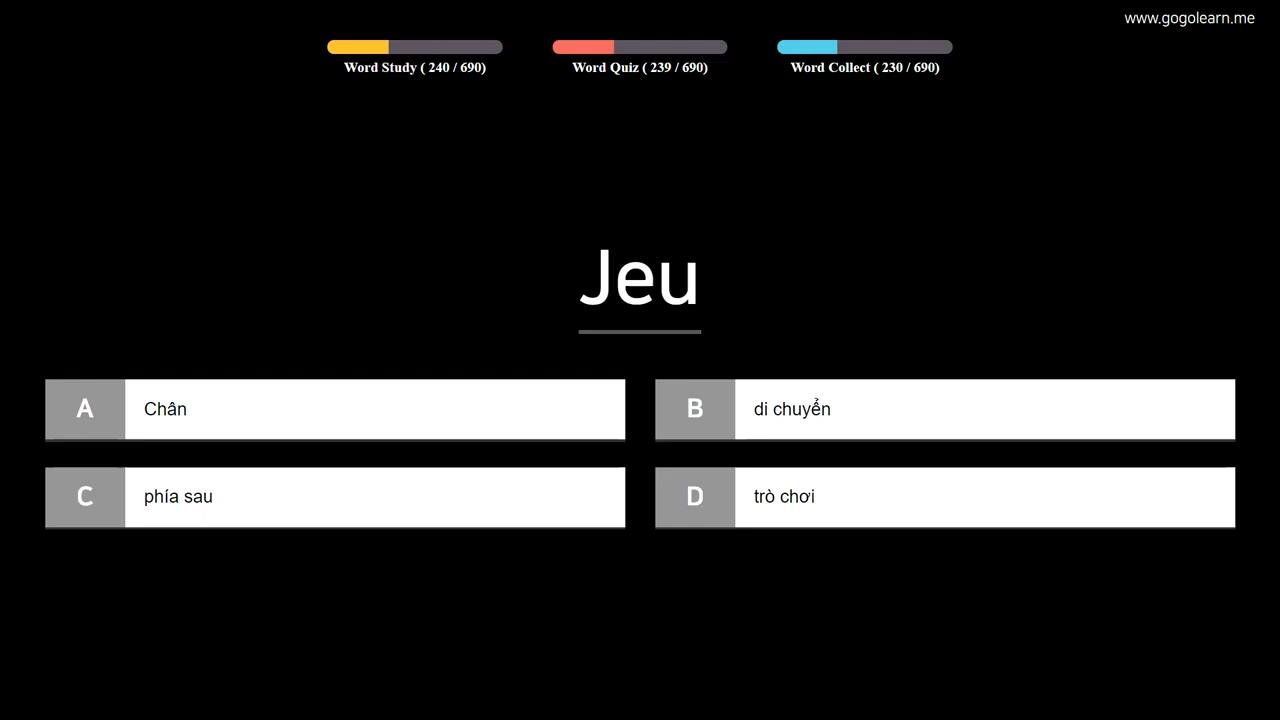 www.gogolearn.me
Word Study ( 240 / 690)
Word Quiz ( 239 / 690)
Word Collect ( 230 / 690)
Jeu
A Chân
B di chuyển
C phía sau
D trò chơi